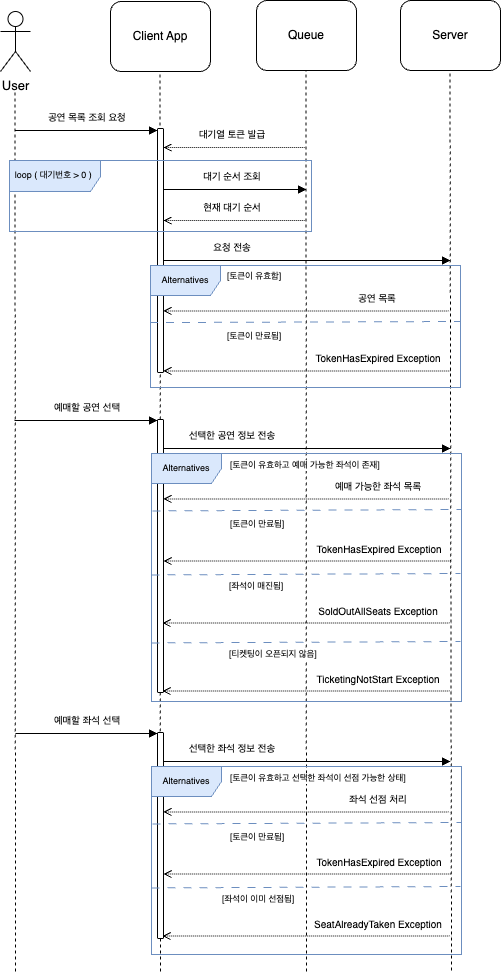 User
Client App
Queue
Server
공연 목록 조회 요청
대기열 토큰 발급
loop ( 대기번호 > 0 )
대기 순서 조회
현재 대기 순서
요청 전송
Alternatives
[토큰이 유효함]
공연 목록
[토큰이 만료됨]
TokenHasExpired Exception
예매할 공연 선택
선택한 공연 정보 전송
Alternatives
[토큰이 유효하고 예매 가능한 좌석이 존재]
예매 가능한 좌석 목록
[토큰이 만료됨]
TokenHasExpired Exception
[좌석이 매진됨]
SoldOutAllSeats Exception
[티켓팅이 오픈되지 않음]
TicketingNotStart Exception
예매할 좌석 선택
선택한 좌석 정보 전송
Alternatives
[토큰이 유효하고 선택한 좌석이 선점 가능한 상태]
좌석 선점 처리
[토큰이 만료됨]
TokenHasExpired Exception
[좌석이 이미 선점됨]
SeatAlreadyTaken Exception